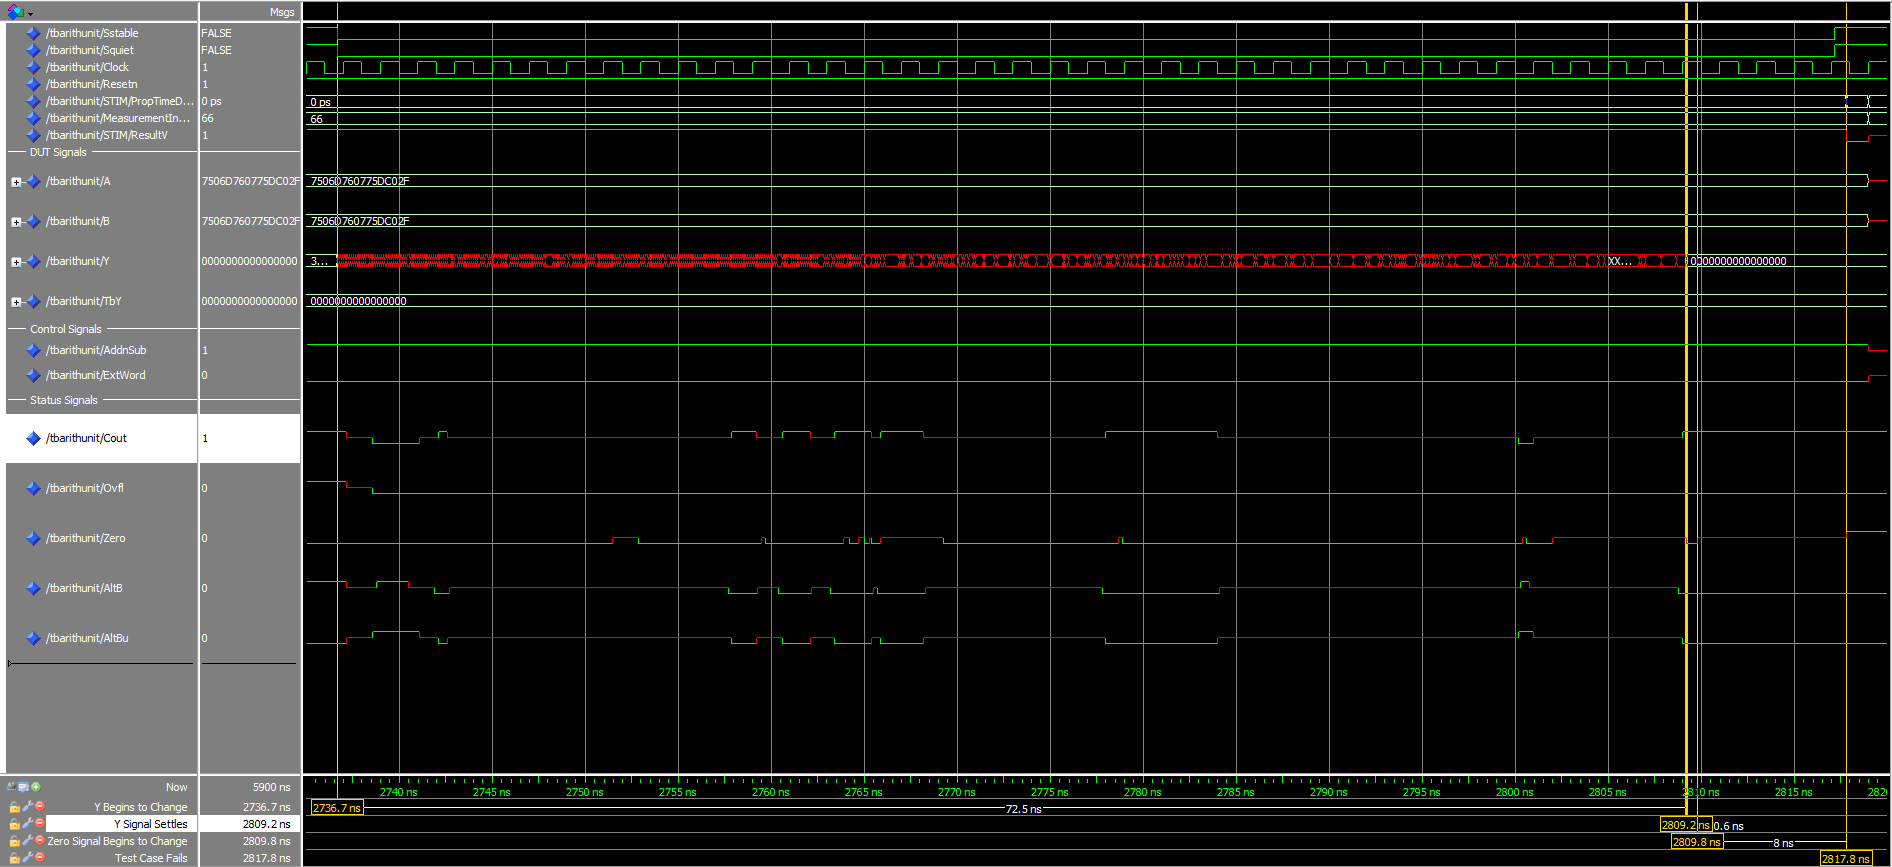 Msgs
/tbarithunit/Sstable FALSE
/tbarithunit/Squiet FALSE
/tbarithunit/Clock 1
/tbarithunit/Resetn 1
/tbarithunit/STIM/PropTimeD... 0 ps 0 ps
/tbarithunit/MeasurementIn... 66 66
/tbarithunit/STIM/ResultV 1
DUT Signals
/tbarithunit/A 7506D760775DC02F 7506D760775DC02F
/tbarithunit/B 7506D760775DC02F 7506D760775DC02F
/tbarithunit/Y 0000000000000000 3... XX... 0000000000000000
/tbarithunit/TbY 0000000000000000 0000000000000000
Control Signals
/tbarithunit/AddnSub 1
/tbarithunit/ExtWord 0
Status Signals
/tbarithunit/Cout 1
/tbarithunit/Ovfl 0
/tbarithunit/Zero 0
/tbarithunit/AltB 0
/tbarithunit/AltBu 0
Now 5900 ns 2740 ns 2745 ns 2750 ns 2755 ns 2760 ns 2765 ns 2770 ns 2775 ns 2780 ns 2785 ns 2790 ns 2795 ns 2800 ns 2805 ns 2810 ns 2815 ns 2820
Y Begins to Change 2736.7 ns 2736.7 ns 72.5 ns
Y Signal Settles 2809.2 ns 2809.2 ns 0.6 ns
Zero Signal Begins to Change 2809.8 ns 2809.8 ns 8 ns
Test Case Fails 2817.8 ns 2817.8 ns